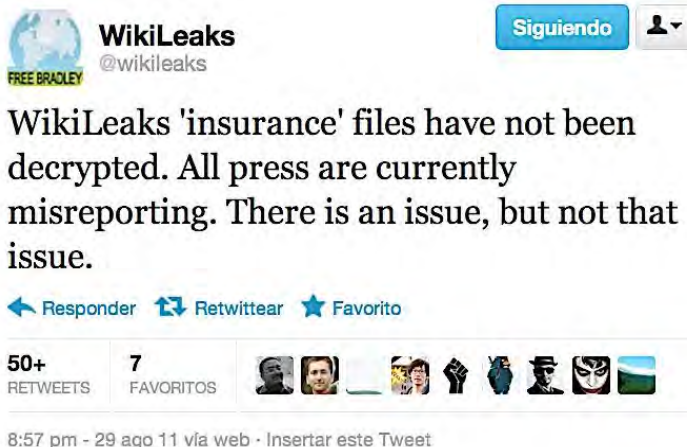 WikiLeaks
@wikileaks
Siguiendo
FREE BRADLEY
WikiLeaks 'insurance' files have not been
decrypted. All press are currently
misreporting. There is an issue, but not that
issue.
Responder Retwittear Favorito
50+ 7
RETWEETS FAVORITOS
8:57 pm - 29 ago 11 vía web · Insertar este Tweet